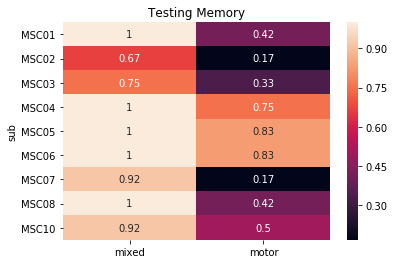 Testing Memory
sub
MSC01 1 0.42
MSC02 0.67 0.17
MSC03 0.75 0.33
MSC04 1 0.75
MSC05 1 0.83
MSC06 1 0.83
MSC07 0.92 0.17
MSC08 1 0.42
MSC10 0.92 0.5
mixed motor
0.90
0.75
0.60
0.45
0.30